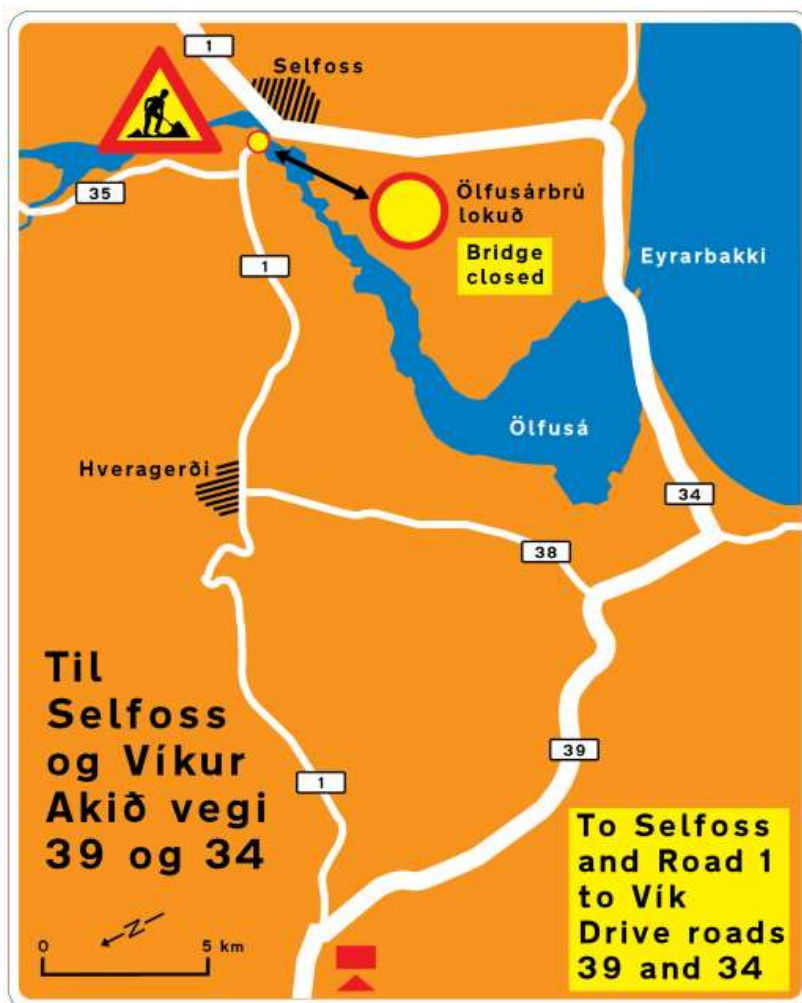 1
Selfoss
35
Ölfusárbrú
lokuð
Bridge
closed
1
Eyrarbakki
Ölfusá
Hveragerði
34
38
Til
Selfoss
og Víkur
Akið vegi
39 og 34
39
1
To Selfoss
and Road 1
to Vík
Drive roads
39 and 34
N
0 5 km